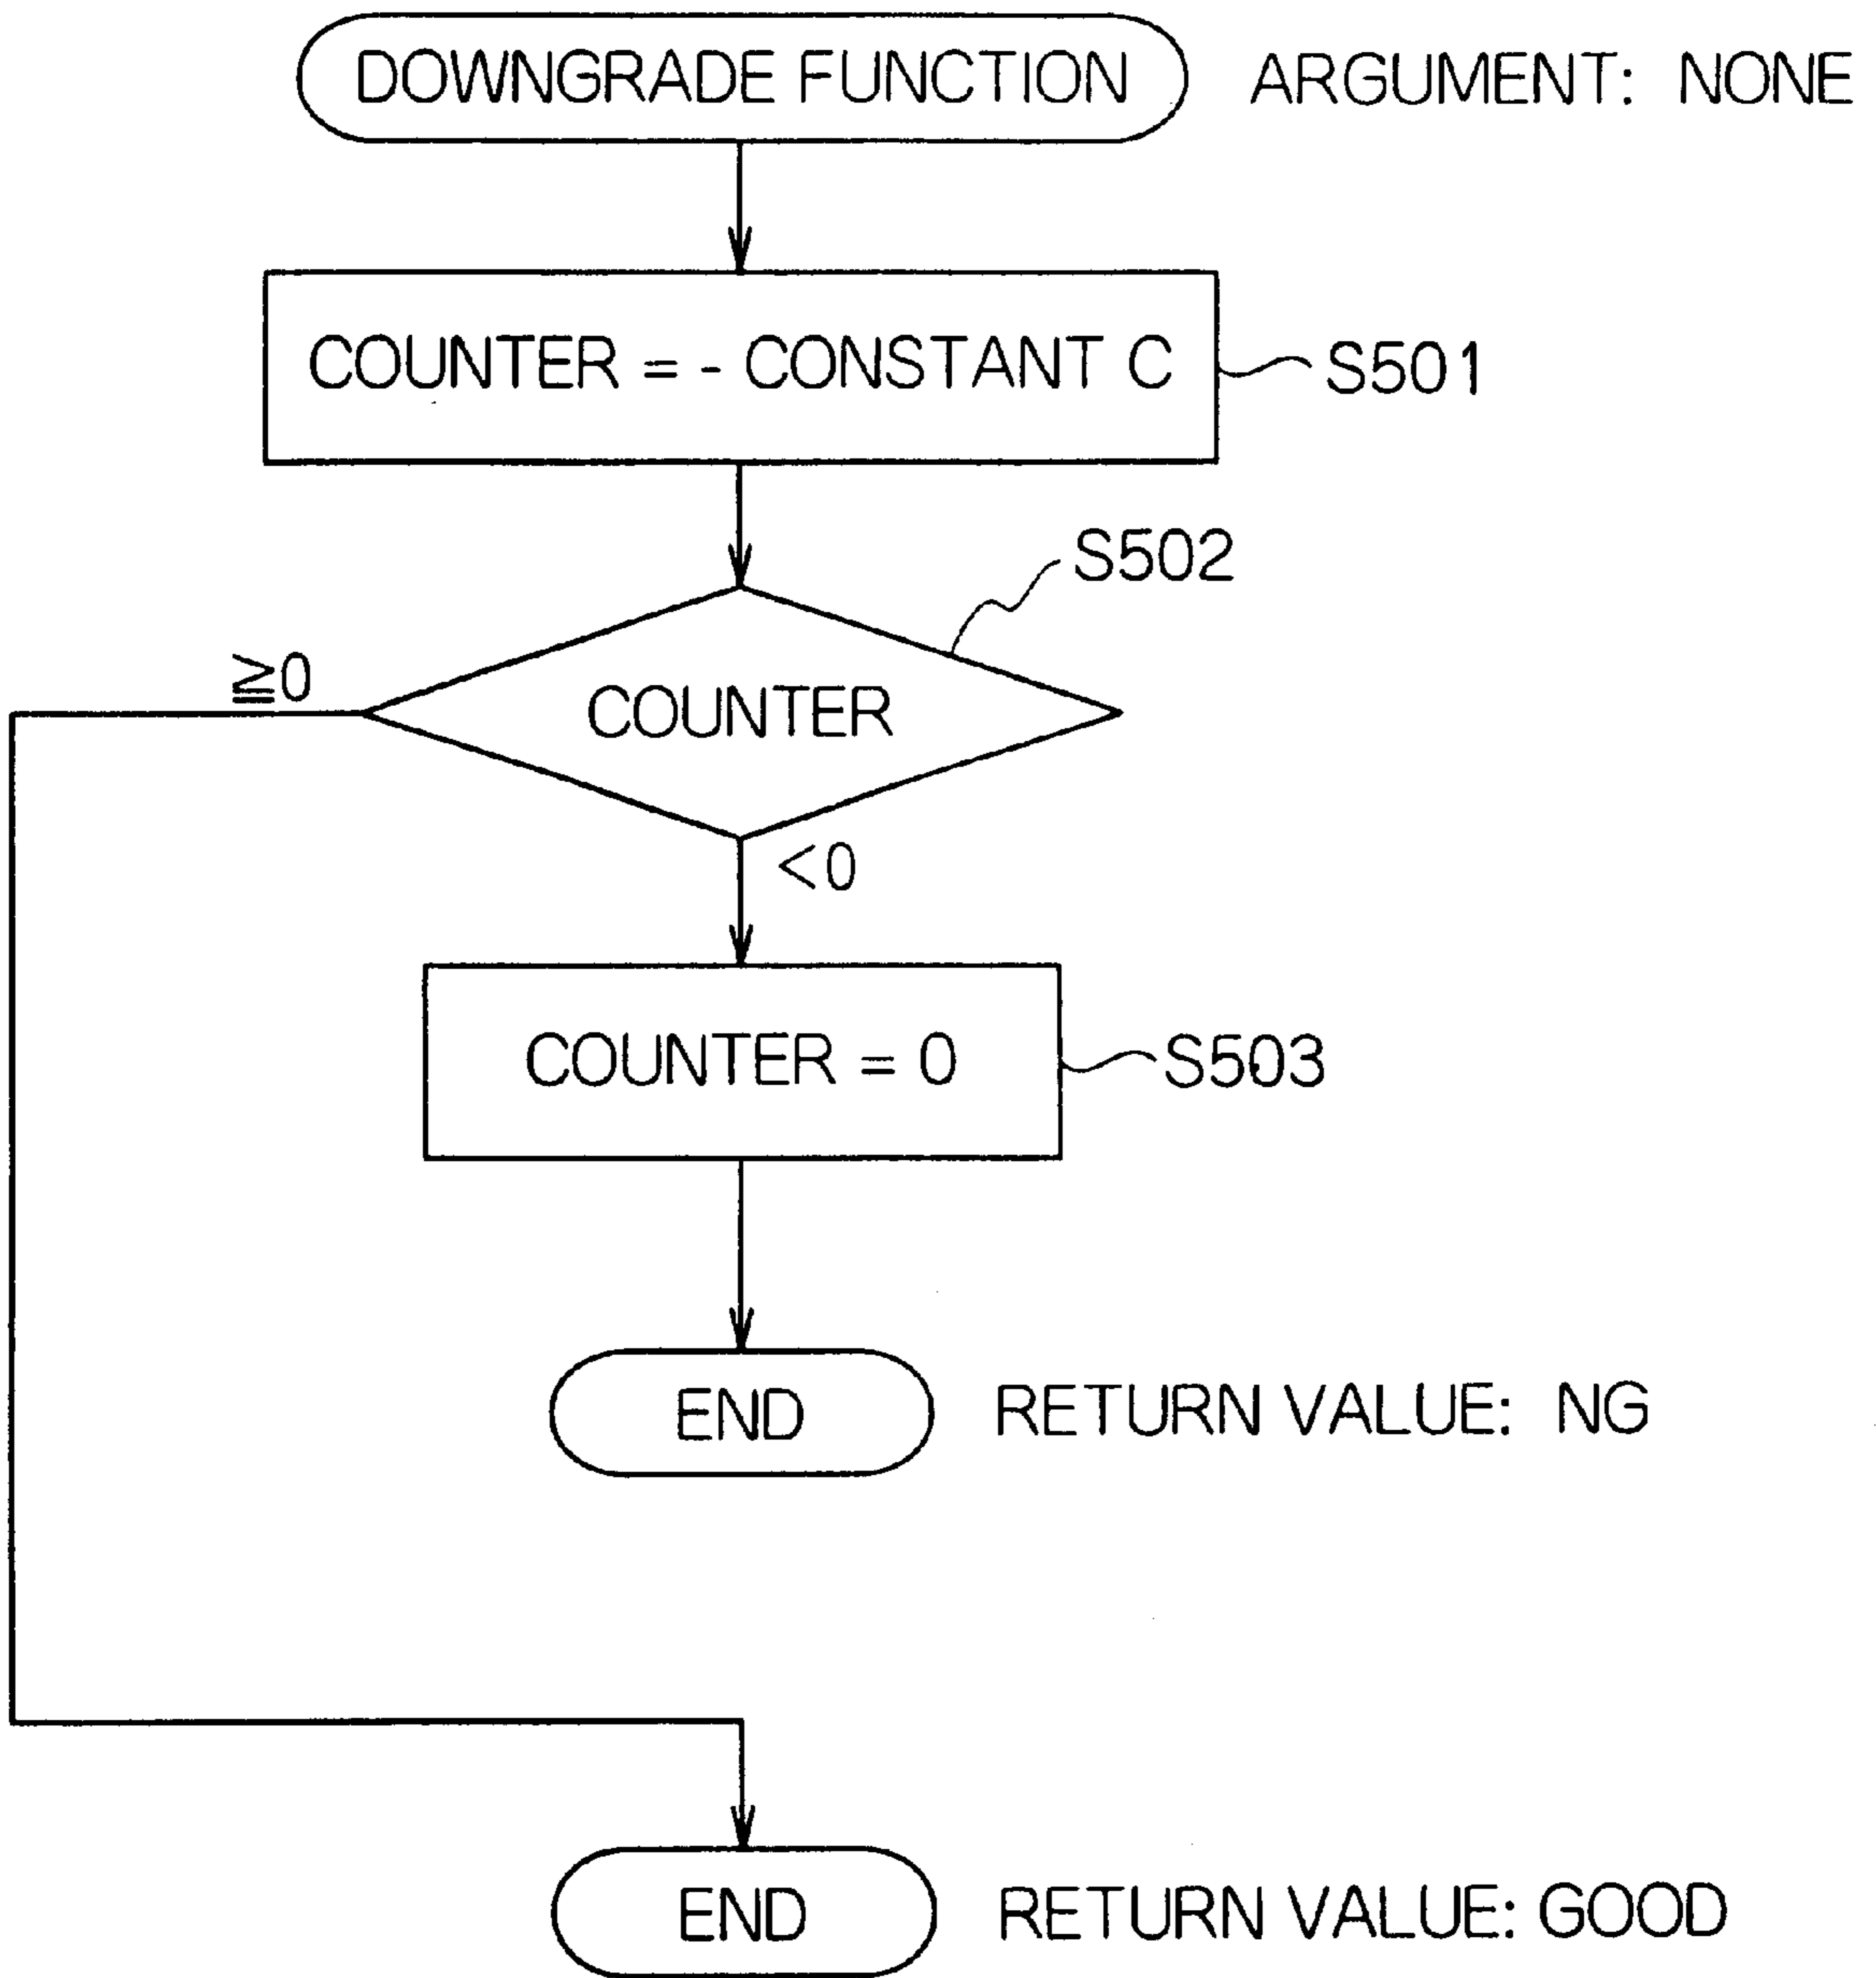 DOWNGRADE FUNCTION ARGUMENT: NONE
COUNTER = - CONSTANT C S501
S502
≧0
COUNTER
<0
COUNTER = 0 S503
END RETURN VALUE: NG
END RETURN VALUE: GOOD